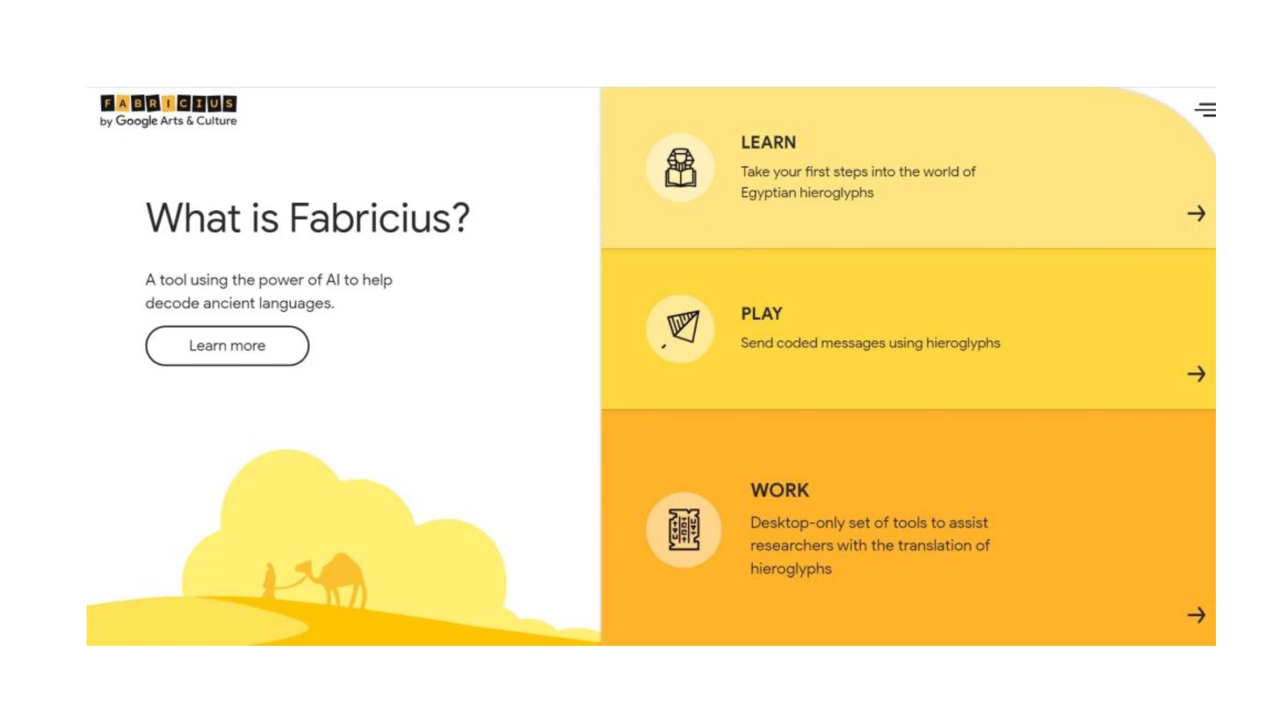 FABRICIUS
by Google Arts & Culture
What is Fabricius?
A tool using the power of AI to help
decode ancient languages.
Learn more
LEARN
Take your first steps into the world of
Egyptian hieroglyphs
PLAY
Send coded messages using hieroglyphs
WORK
Desktop-only set of tools to assist
researchers with the translation of
hieroglyphs